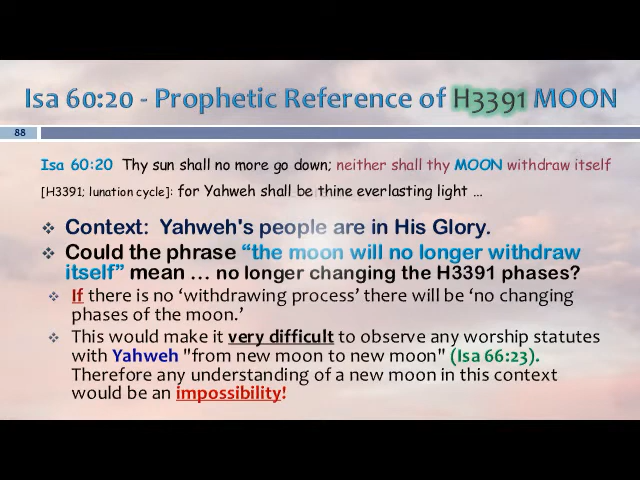 Isa 60:20 - Prophetic Reference of H3391 MOON
88
Isa 60:20 Thy sun shall no more go down; neither shall thy MOON withdraw itself
[H3391; lunation cycle]: for Yahweh shall be thine everlasting light ...
❖ Context: Yahweh's people are in His Glory.
❖ Could the phrase “the moon will no longer withdraw
itself” mean ... no longer changing the H3391 phases?
❖ If there is no ‘withdrawing process’ there will be ‘no changing
phases of the moon.’
❖ This would make it very difficult to observe any worship statutes
with Yahweh "from new moon to new moon" (Isa 66:23).
Therefore any understanding of a new moon in this context
would be an impossibility!